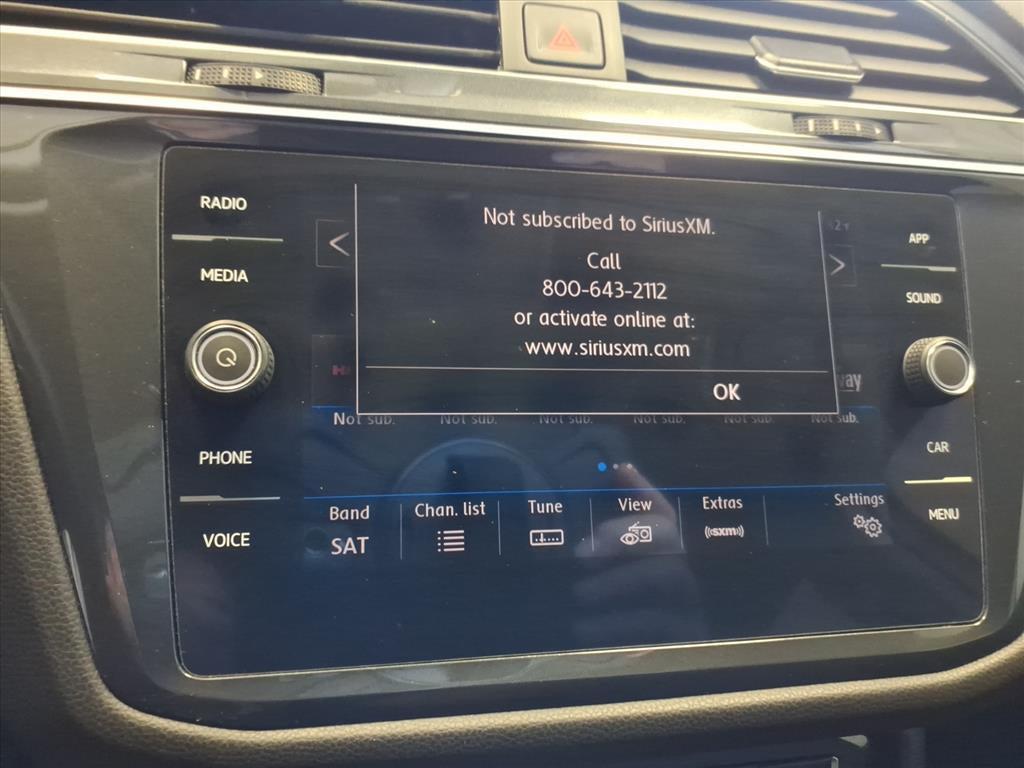 RADIO
MEDIA
PHONE
VOICE
Not subscribed to SiriusXM.
Call
800-643-2112
or activate online at:
www.siriusxm.com
OK
way
Not sub. Not sub. Not sub. Not sub. Not sub. Not sub.
Band Chan. list Tune View Extras Settings
SAT ((sxm))
APP
SOUND
CAR
MENU